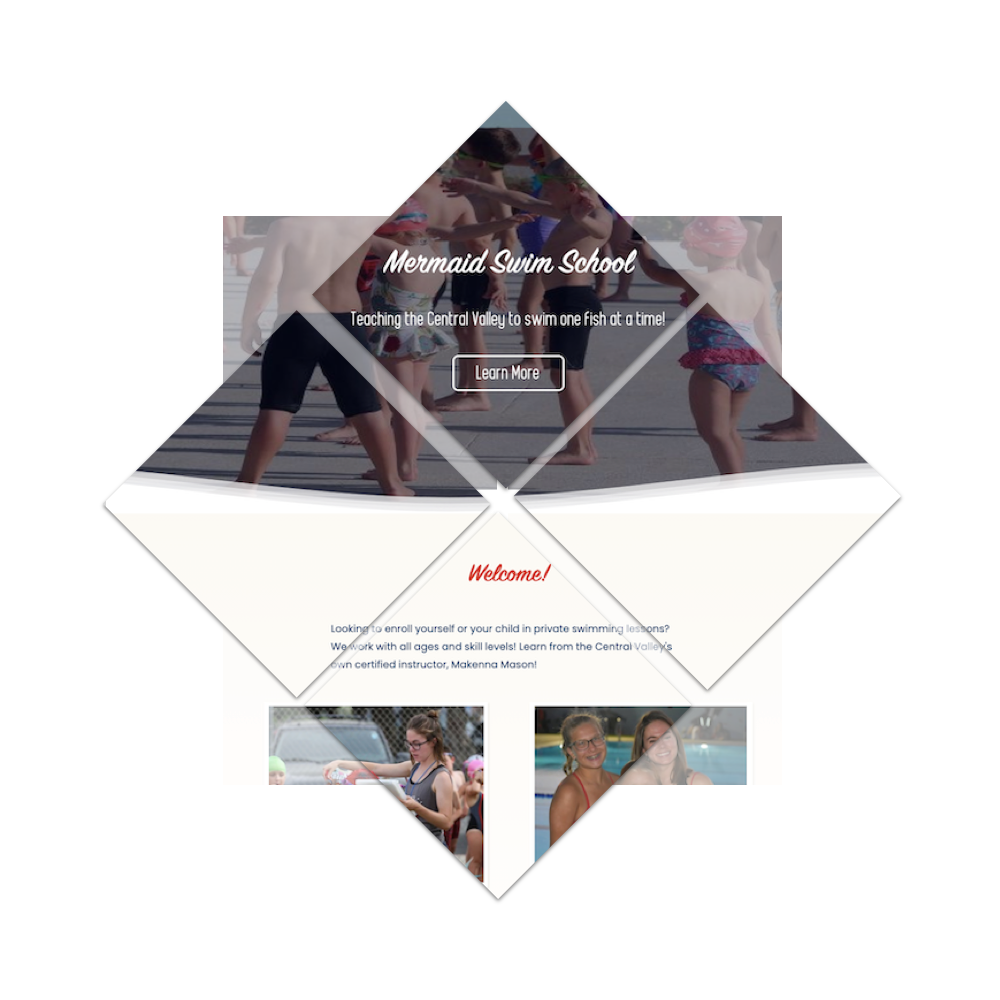 Mermaid Swim School
Teaching the Central Valley to swim one fish at a time!
Learn More
Welcome!
Looking to enroll yourself or your child in private swimming lessons?
We work with all ages and skill levels! Learn from the Central Valley's
own certified instructor, Makenna Mason!